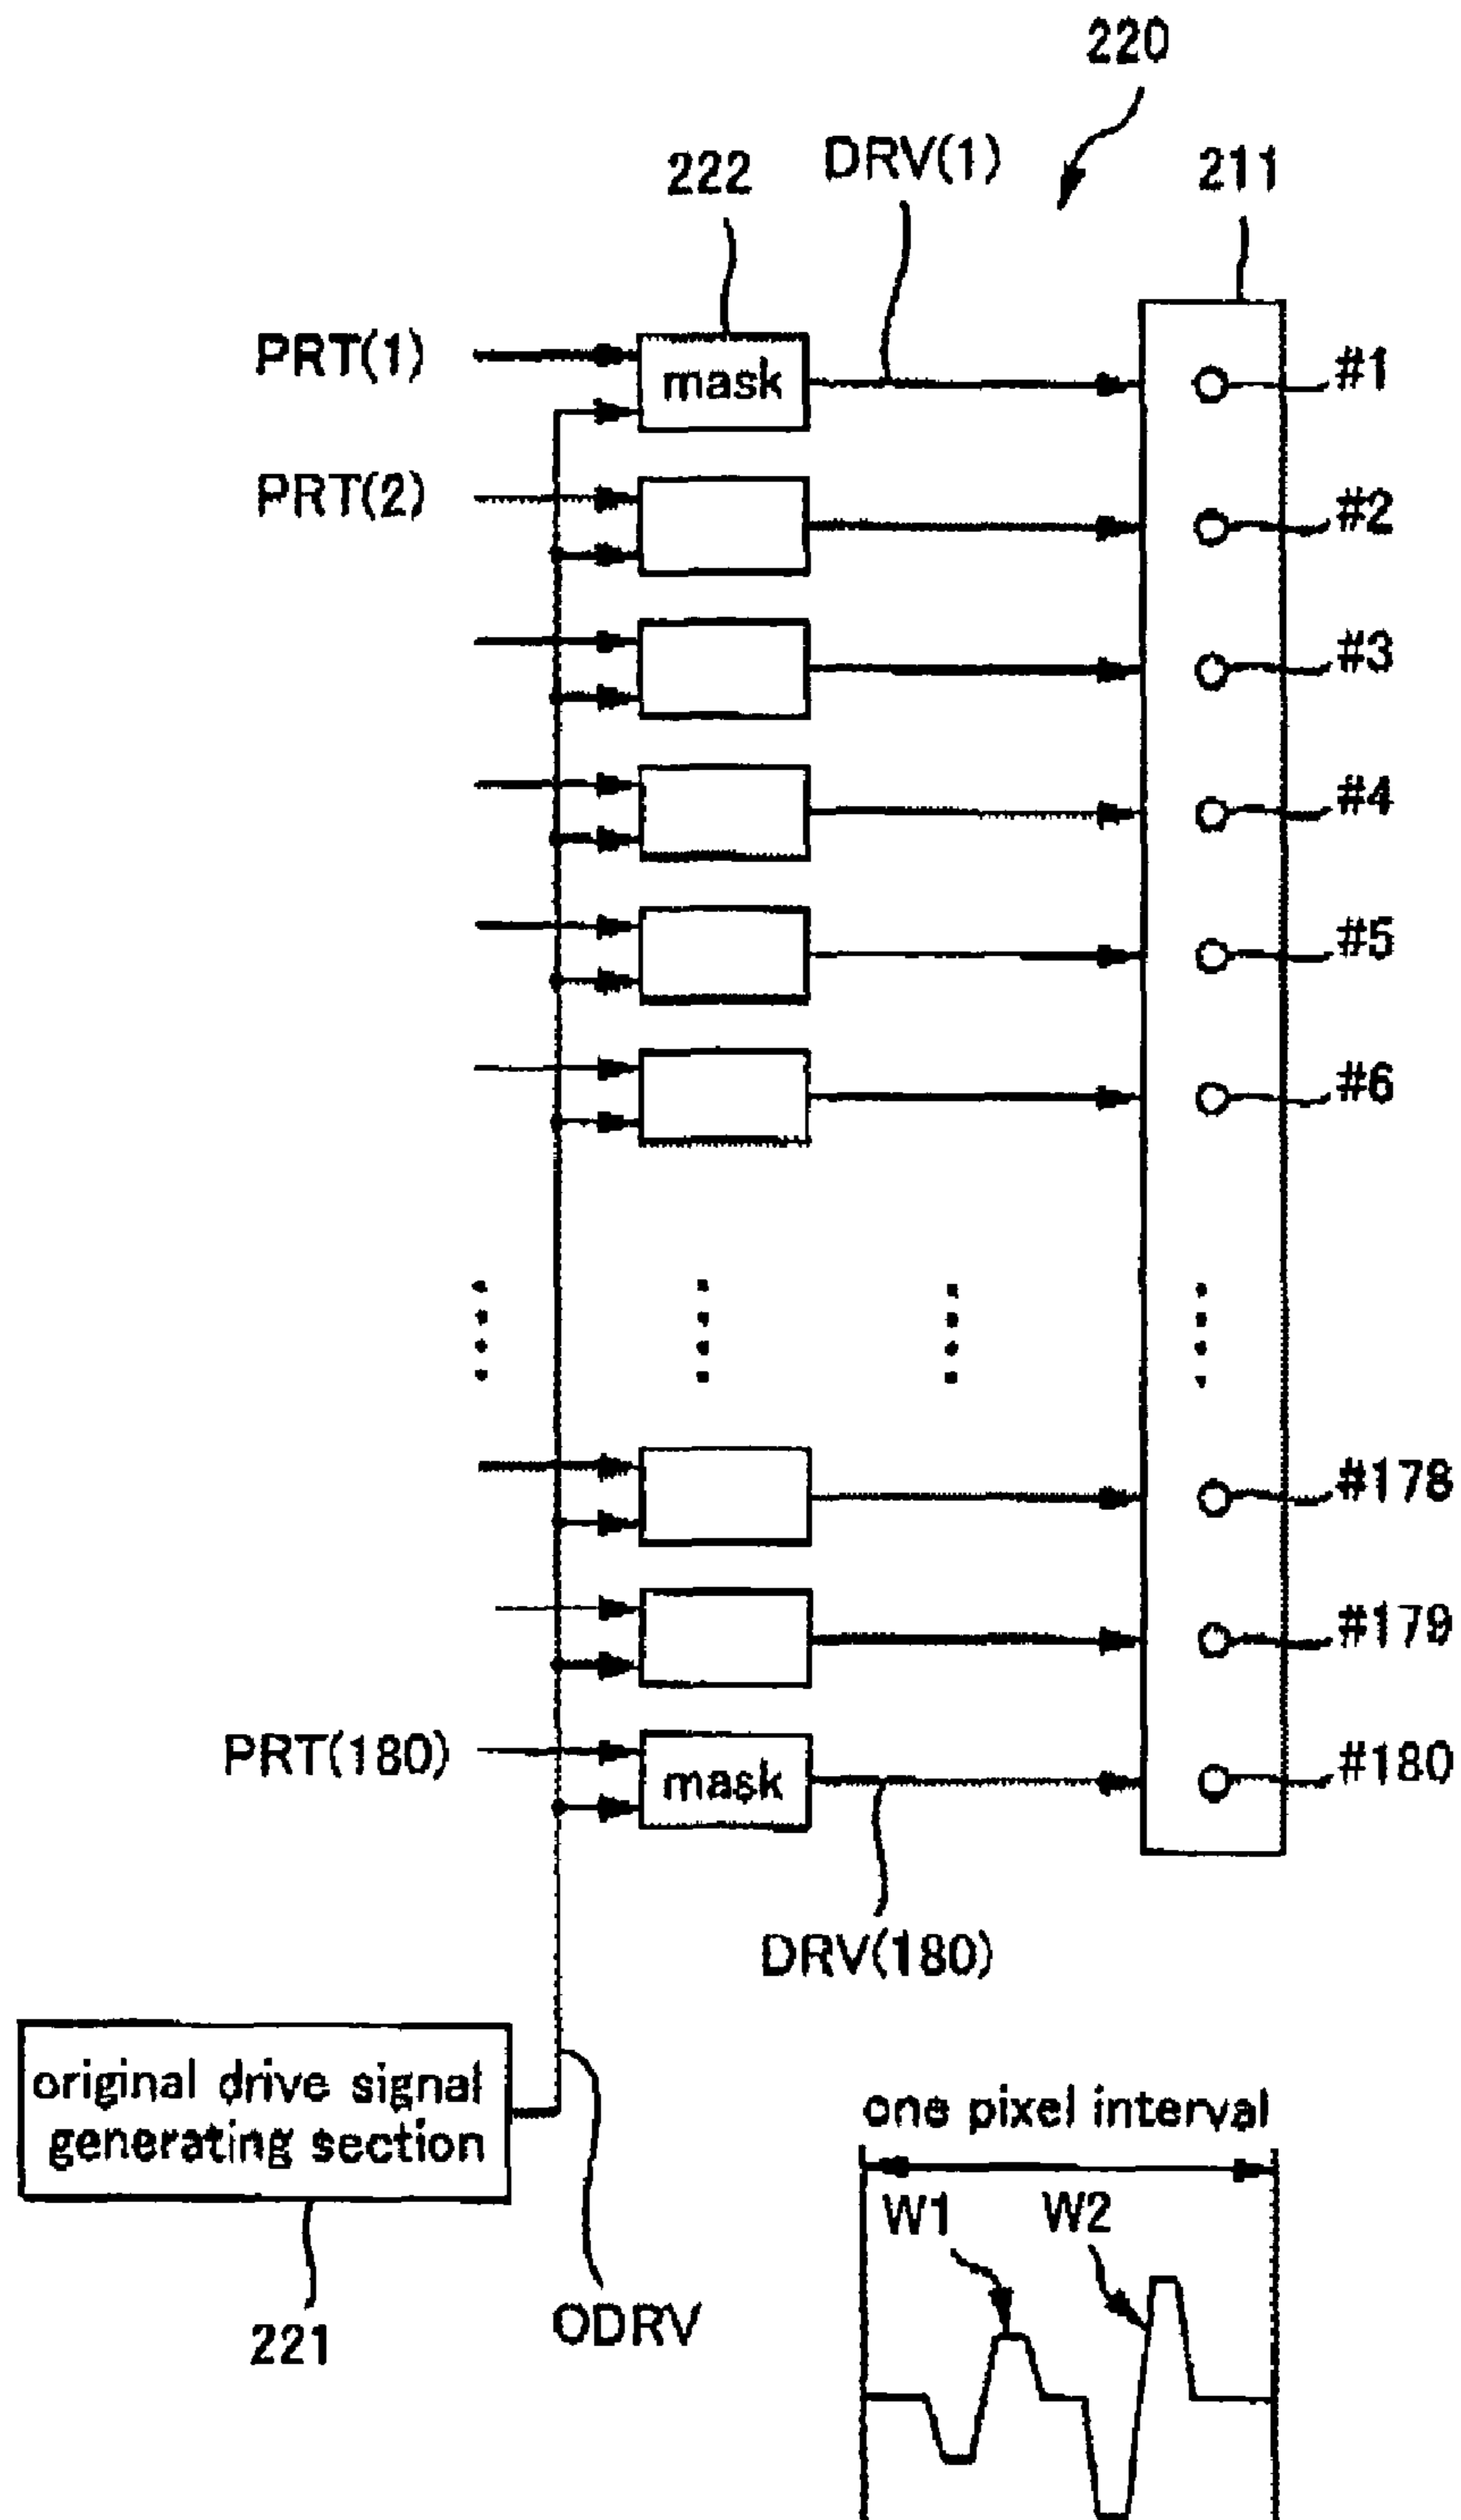 220
222
DRV(1)
211
PRT(1)
mask
#1
PRT(2)
#2
#3
#4
#5
#6
#178
#179
PRT(180)
mask
#180
DRV(180)
original drive signal
generating section
one pixel interval
W1
W2
221
ODRV